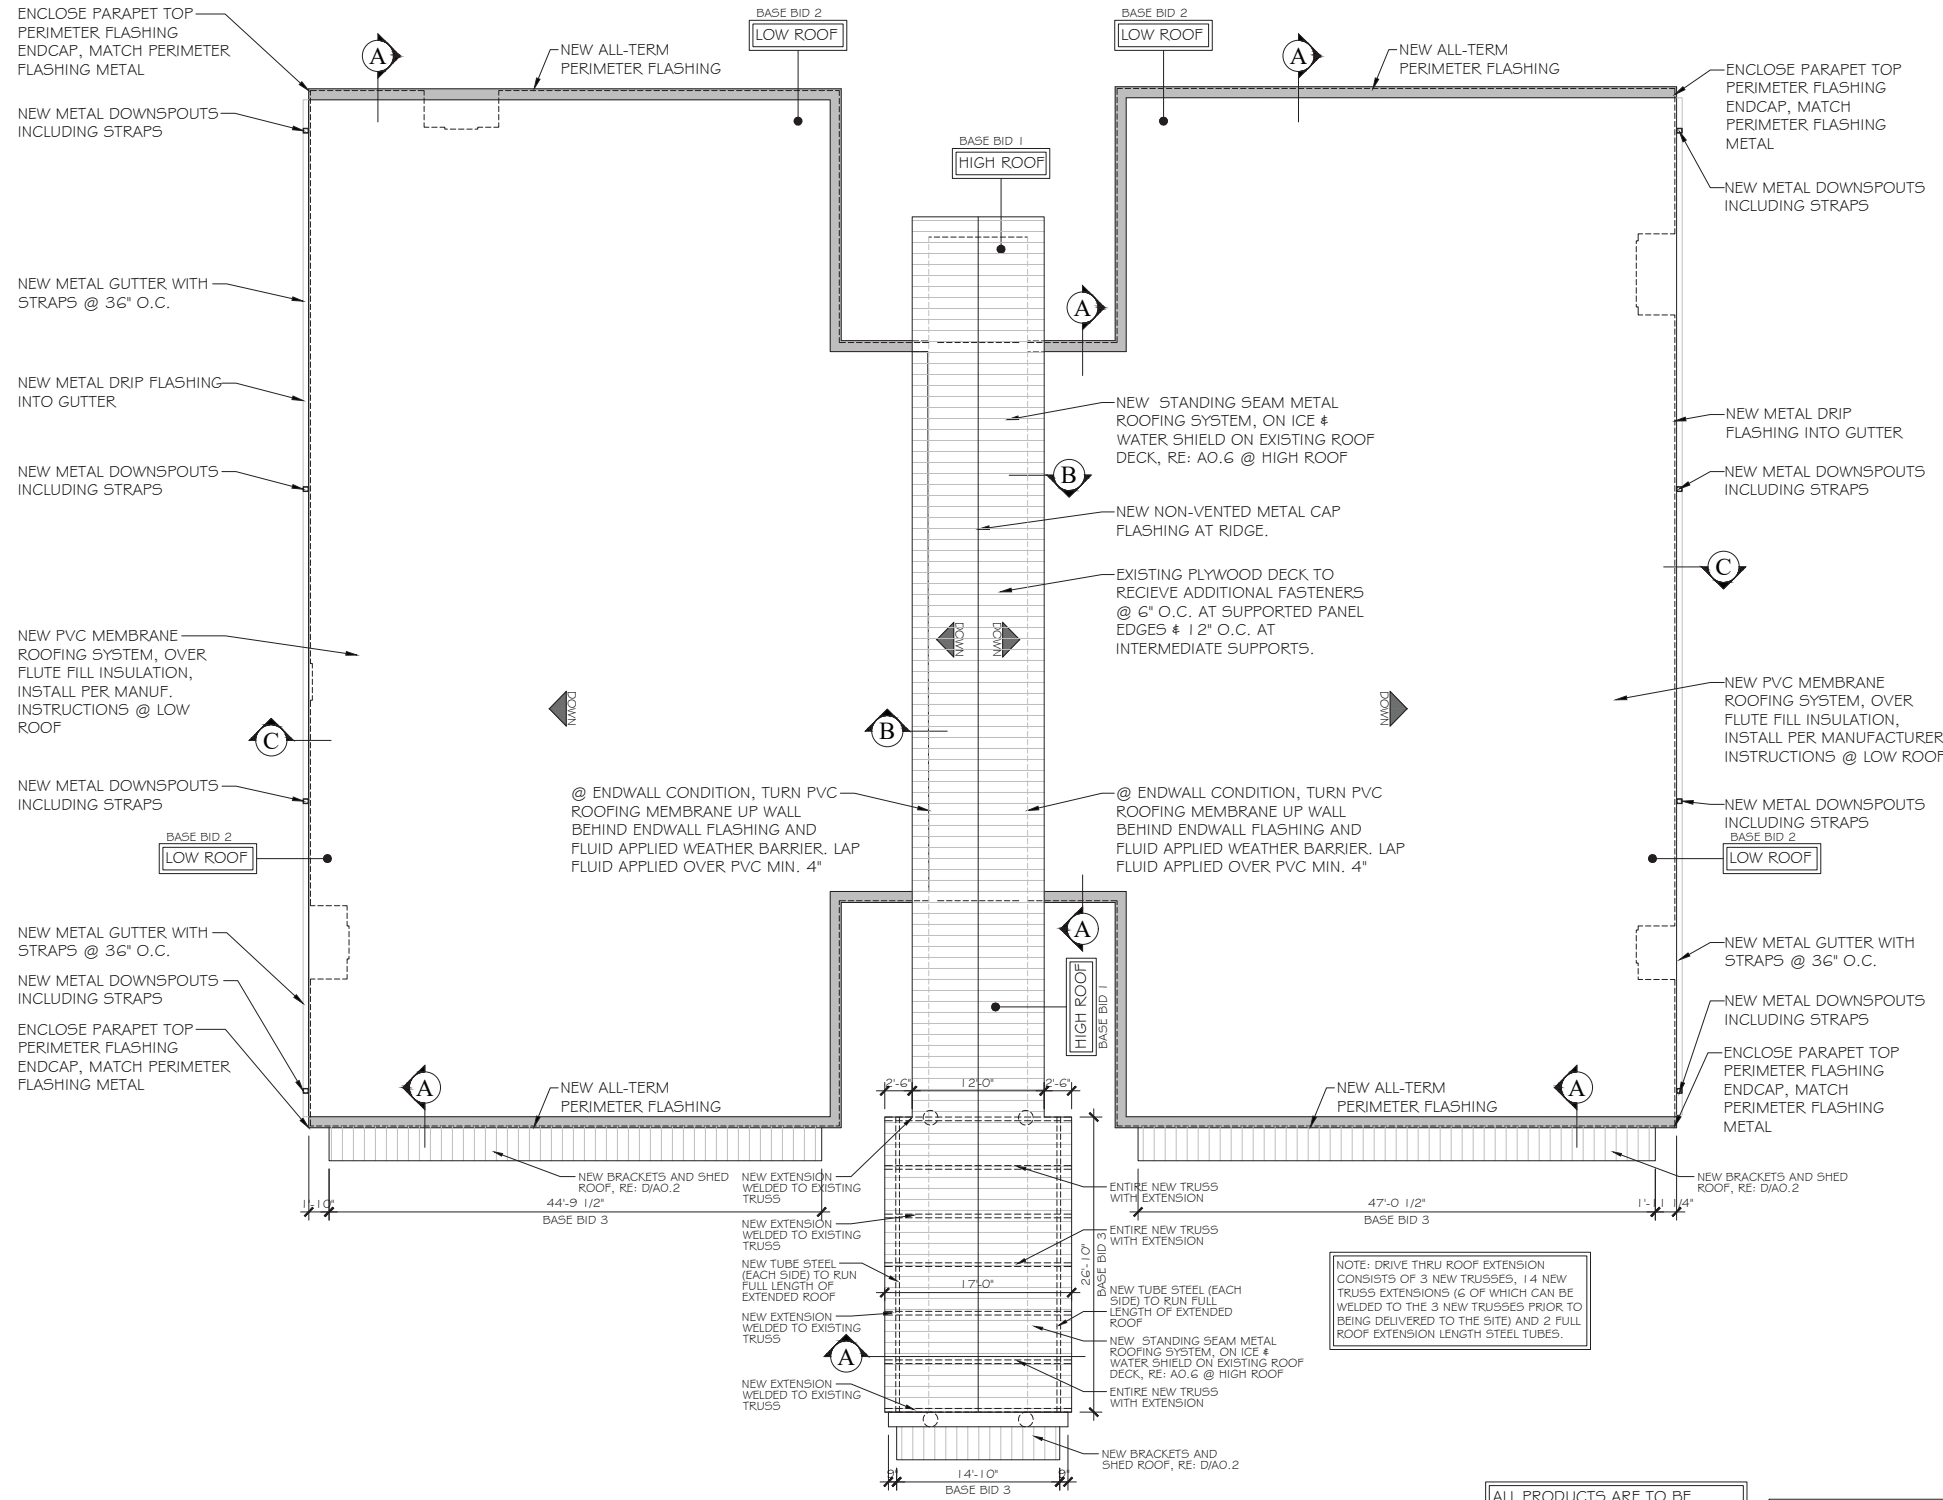 ENCLOSE PARAPET TOP
PERIMETER FLASHING
ENDCAP, MATCH PERIMETER
FLASHING METAL
A
NEW ALL-TERM
PERIMETER FLASHING
BASE BID 2
LOW ROOF
BASE BID 2
LOW ROOF
A
NEW ALL-TERM
PERIMETER FLASHING
ENCLOSE PARAPET TOP
PERIMETER FLASHING
ENDCAP, MATCH
PERIMETER FLASHING
METAL
NEW METAL DOWNSPOUTS
INCLUDING STRAPS
BASE BID 1
HIGH ROOF
NEW METAL DOWNSPOUTS
INCLUDING STRAPS
NEW METAL GUTTER WITH
STRAPS @ 36" O.C.
A
NEW METAL DRIP FLASHING
INTO GUTTER
NEW STANDING SEAM METAL
ROOFING SYSTEM, ON ICE &
WATER SHIELD ON EXISTING ROOF
DECK, RE: A0.6 @ HIGH ROOF
NEW METAL DRIP
FLASHING INTO GUTTER
NEW METAL DOWNSPOUTS
INCLUDING STRAPS
B
NEW METAL DOWNSPOUTS
INCLUDING STRAPS
NEW NON-VENTED METAL CAP
FLASHING AT RIDGE.
EXISTING PLYWOOD DECK TO
RECIEVE ADDITIONAL FASTENERS
@ 6" O.C. AT SUPPORTED PANEL
EDGES & 12" O.C. AT
INTERMEDIATE SUPPORTS.
C
DOWN
DOWN
NEW PVC MEMBRANE
ROOFING SYSTEM, OVER
FLUTE FILL INSULATION,
INSTALL PER MANUF.
INSTRUCTIONS @ LOW
ROOF
DOWN
DOWN
NEW PVC MEMBRANE
ROOFING SYSTEM, OVER
FLUTE FILL INSULATION,
INSTALL PER MANUFACTURER
INSTRUCTIONS @ LOW ROOF
C
B
NEW METAL DOWNSPOUTS
INCLUDING STRAPS
@ ENDWALL CONDITION, TURN PVC
ROOFING MEMBRANE UP WALL
BEHIND ENDWALL FLASHING AND
FLUID APPLIED WEATHER BARRIER. LAP
FLUID APPLIED OVER PVC MIN. 4"
@ ENDWALL CONDITION, TURN PVC
ROOFING MEMBRANE UP WALL
BEHIND ENDWALL FLASHING AND
FLUID APPLIED WEATHER BARRIER. LAP
FLUID APPLIED OVER PVC MIN. 4"
NEW METAL DOWNSPOUTS
INCLUDING STRAPS
BASE BID 2
LOW ROOF
BASE BID 2
LOW ROOF
NEW METAL GUTTER WITH
STRAPS @ 36" O.C.
A
NEW METAL GUTTER WITH
STRAPS @ 36" O.C.
NEW METAL DOWNSPOUTS
INCLUDING STRAPS
HIGH ROOF
BASE BID 1
NEW METAL DOWNSPOUTS
INCLUDING STRAPS
ENCLOSE PARAPET TOP
PERIMETER FLASHING
ENDCAP, MATCH PERIMETER
FLASHING METAL
A
NEW ALL-TERM
PERIMETER FLASHING
2'-6"
12'-0"
2'-6"
NEW ALL-TERM
PERIMETER FLASHING
A
ENCLOSE PARAPET TOP
PERIMETER FLASHING
ENDCAP, MATCH
PERIMETER FLASHING
METAL
NEW BRACKETS AND SHED
ROOF, RE: D/A0.2
NEW EXTENSION
WELDED TO EXISTING
TRUSS
ENTIRE NEW TRUSS
WITH EXTENSION
NEW BRACKETS AND SHED
ROOF, RE: D/A0.2
1'-10"
44'-9 1/2"
BASE BID 3
47'-0 1/2"
BASE BID 3
1'-11 1/4"
NEW EXTENSION
WELDED TO EXISTING
TRUSS
ENTIRE NEW TRUSS
WITH EXTENSION
26'-10"
BASE BID 3
NEW TUBE STEEL
(EACH SIDE) TO RUN
FULL LENGTH OF
EXTENDED ROOF
17'-0"
NEW TUBE STEEL (EACH
SIDE) TO RUN FULL
LENGTH OF EXTENDED
ROOF
NOTE: DRIVE THRU ROOF EXTENSION
CONSISTS OF 3 NEW TRUSSES, 14 NEW
TRUSS EXTENSIONS (6 OF WHICH CAN BE
WELDED TO THE 3 NEW TRUSSES PRIOR TO
BEING DELIVERED TO THE SITE) AND 2 FULL
ROOF EXTENSION LENGTH STEEL TUBES.
NEW EXTENSION
WELDED TO EXISTING
TRUSS
A
NEW STANDING SEAM METAL
ROOFING SYSTEM, ON ICE &
WATER SHIELD ON EXISTING ROOF
DECK, RE: A0.6 @ HIGH ROOF
NEW EXTENSION
WELDED TO EXISTING
TRUSS
ENTIRE NEW TRUSS
WITH EXTENSION
NEW BRACKETS AND
SHED ROOF, RE: D/A0.2
9"
14'-10"
9"
BASE BID 3
ALL PRODUCTS ARE TO BE